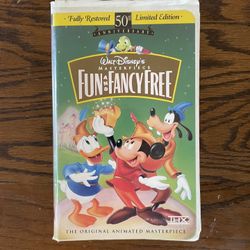 Fully Restored 50th Limited Edition
ANNIVERSARY
WALT DISNEY'S
MASTERPIECE
FUN AND FANCY FREE
THX
THE ORIGINAL ANIMATED MASTERPIECE